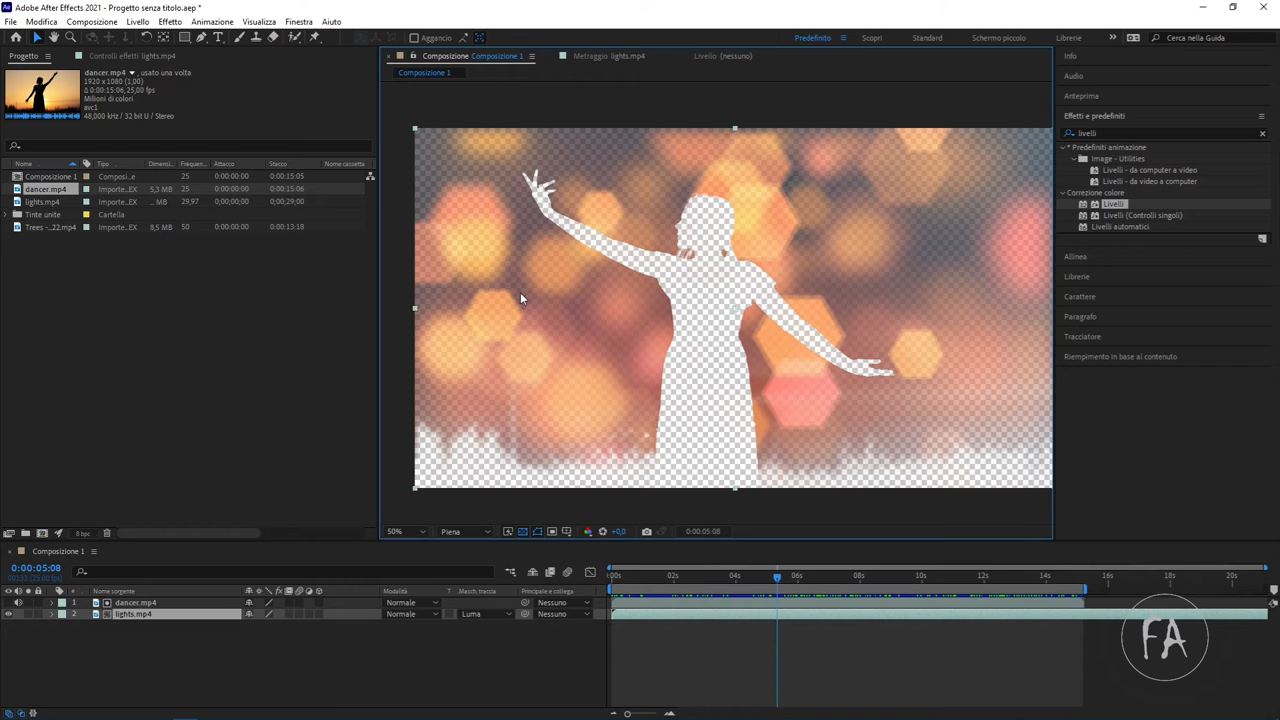 Adobe After Effects 2021 - Progetto senza titolo.aep *
File Modifica Composizione Livello Effetto Animazione Visualizza Finestra Aiuto
Aggancio Predefinito Scopri Standard Schermo piccolo Librerie Cerca nella Guida
Progetto Controlli effetti lights.mp4 Composizione Composizione 1 Metraggio lights.mp4 Livello (nessuno)
Composizione 1
dancer.mp4 , usato una volta
1920 x 1080 (1,00)
Δ 0:00:15:06, 25,00 fps
Milioni di colori
avc1
48,000 kHz / 32 bit U / Stereo
Nome Tipo Dimensi.. Frequen... Attacco Stacco Nome cassetta
Composizione 1 Composi...e 25 0:00:00:00 0:00:15:05
dancer.mp4 Importe...EX 5,3 MB 25 0:00:00:00 0:00:15:06
lights.mp4 Importe...EX ... MB 29,97 0;00;00;00 0;00;29;00
Tinte unite Cartella
Trees -...22.mp4 Importe...EX 8,5 MB 50 0:00:00:00 0:00:13:18
Info
Audio
Anteprima
Effetti e predefiniti
livelli
* Predefiniti animazione
Image - Utilities
Livelli - da computer a video
Livelli - da video a computer
Correzione colore
Livelli
Livelli (Controlli singoli)
Livelli automatici
Allinea
Librerie
Carattere
Paragrafo
Tracciatore
Riempimento in base al contenuto
8 bpc
50% Piena +0,0 0:00:05:08
Composizione 1
0:00:05:08
00133 (25.00 fps)
N. Nome sorgente Modalità T Match. traccia Principale e collega
1 dancer.mp4 Normale Nessuno
2 lights.mp4 Normale Luma Nessuno
:00s 02s 04s 06s 08s 10s 12s 14s 16s 18s 20s
FA